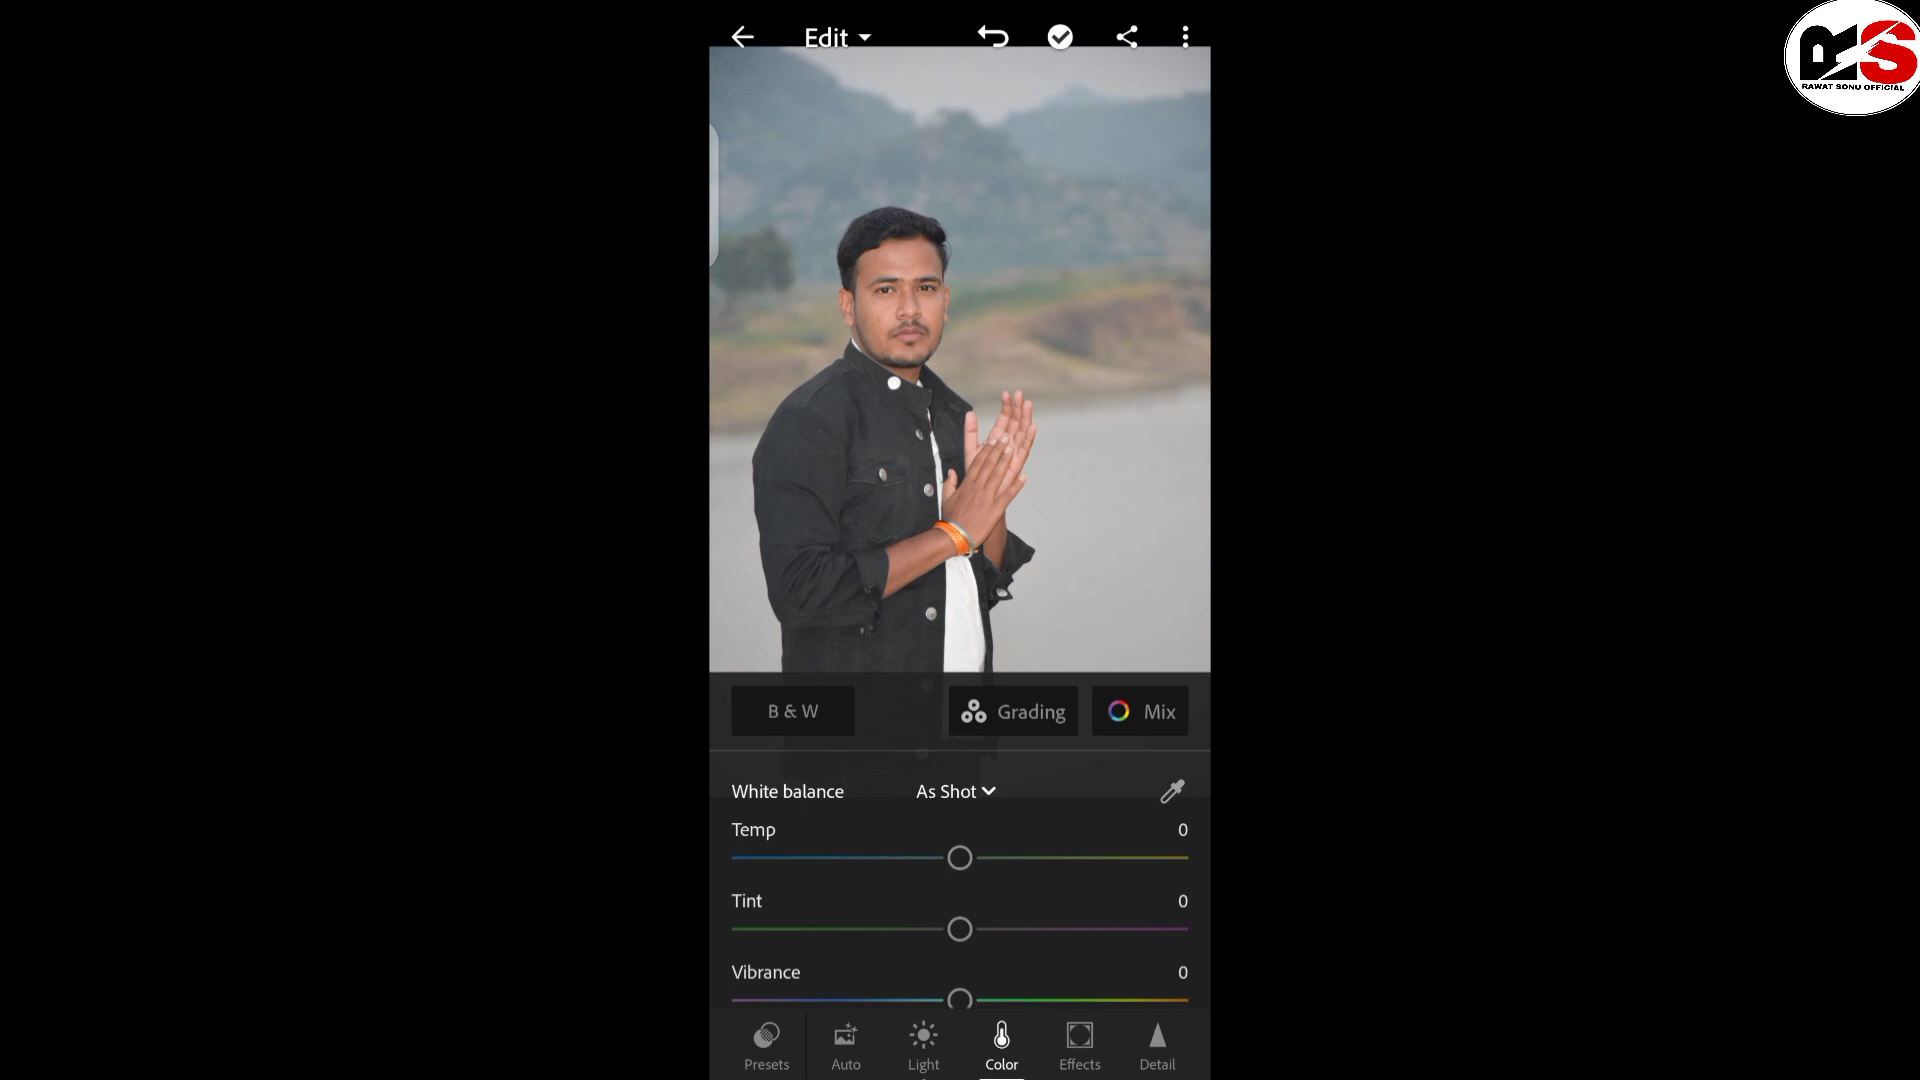 Edit
RS
RAWAT SONU OFFICIAL
B & W
Grading
Mix
White balance
As Shot
Temp
0
Tint
0
Vibrance
0
Presets
Auto
Light
Color
Effects
Detail